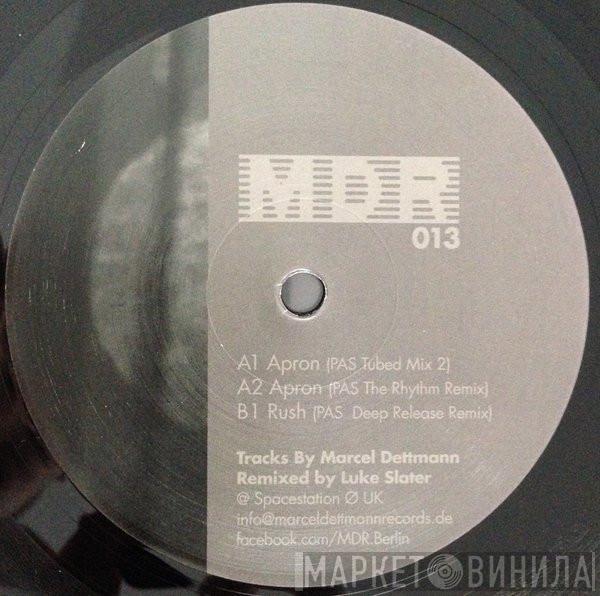 MDR
013
A1 Apron (PAS Tubed Mix 2)
A2 Apron (PAS The Rhythm Remix)
B1 Rush (PAS Deep Release Remix)
Tracks By Marcel Dettmann
Remixed by Luke Slater
@ Spacestation Ø UK
info@marceldettmannrecords.de
facebook.com/MDR.Berlin
МАРКЕТ ВИНИЛА